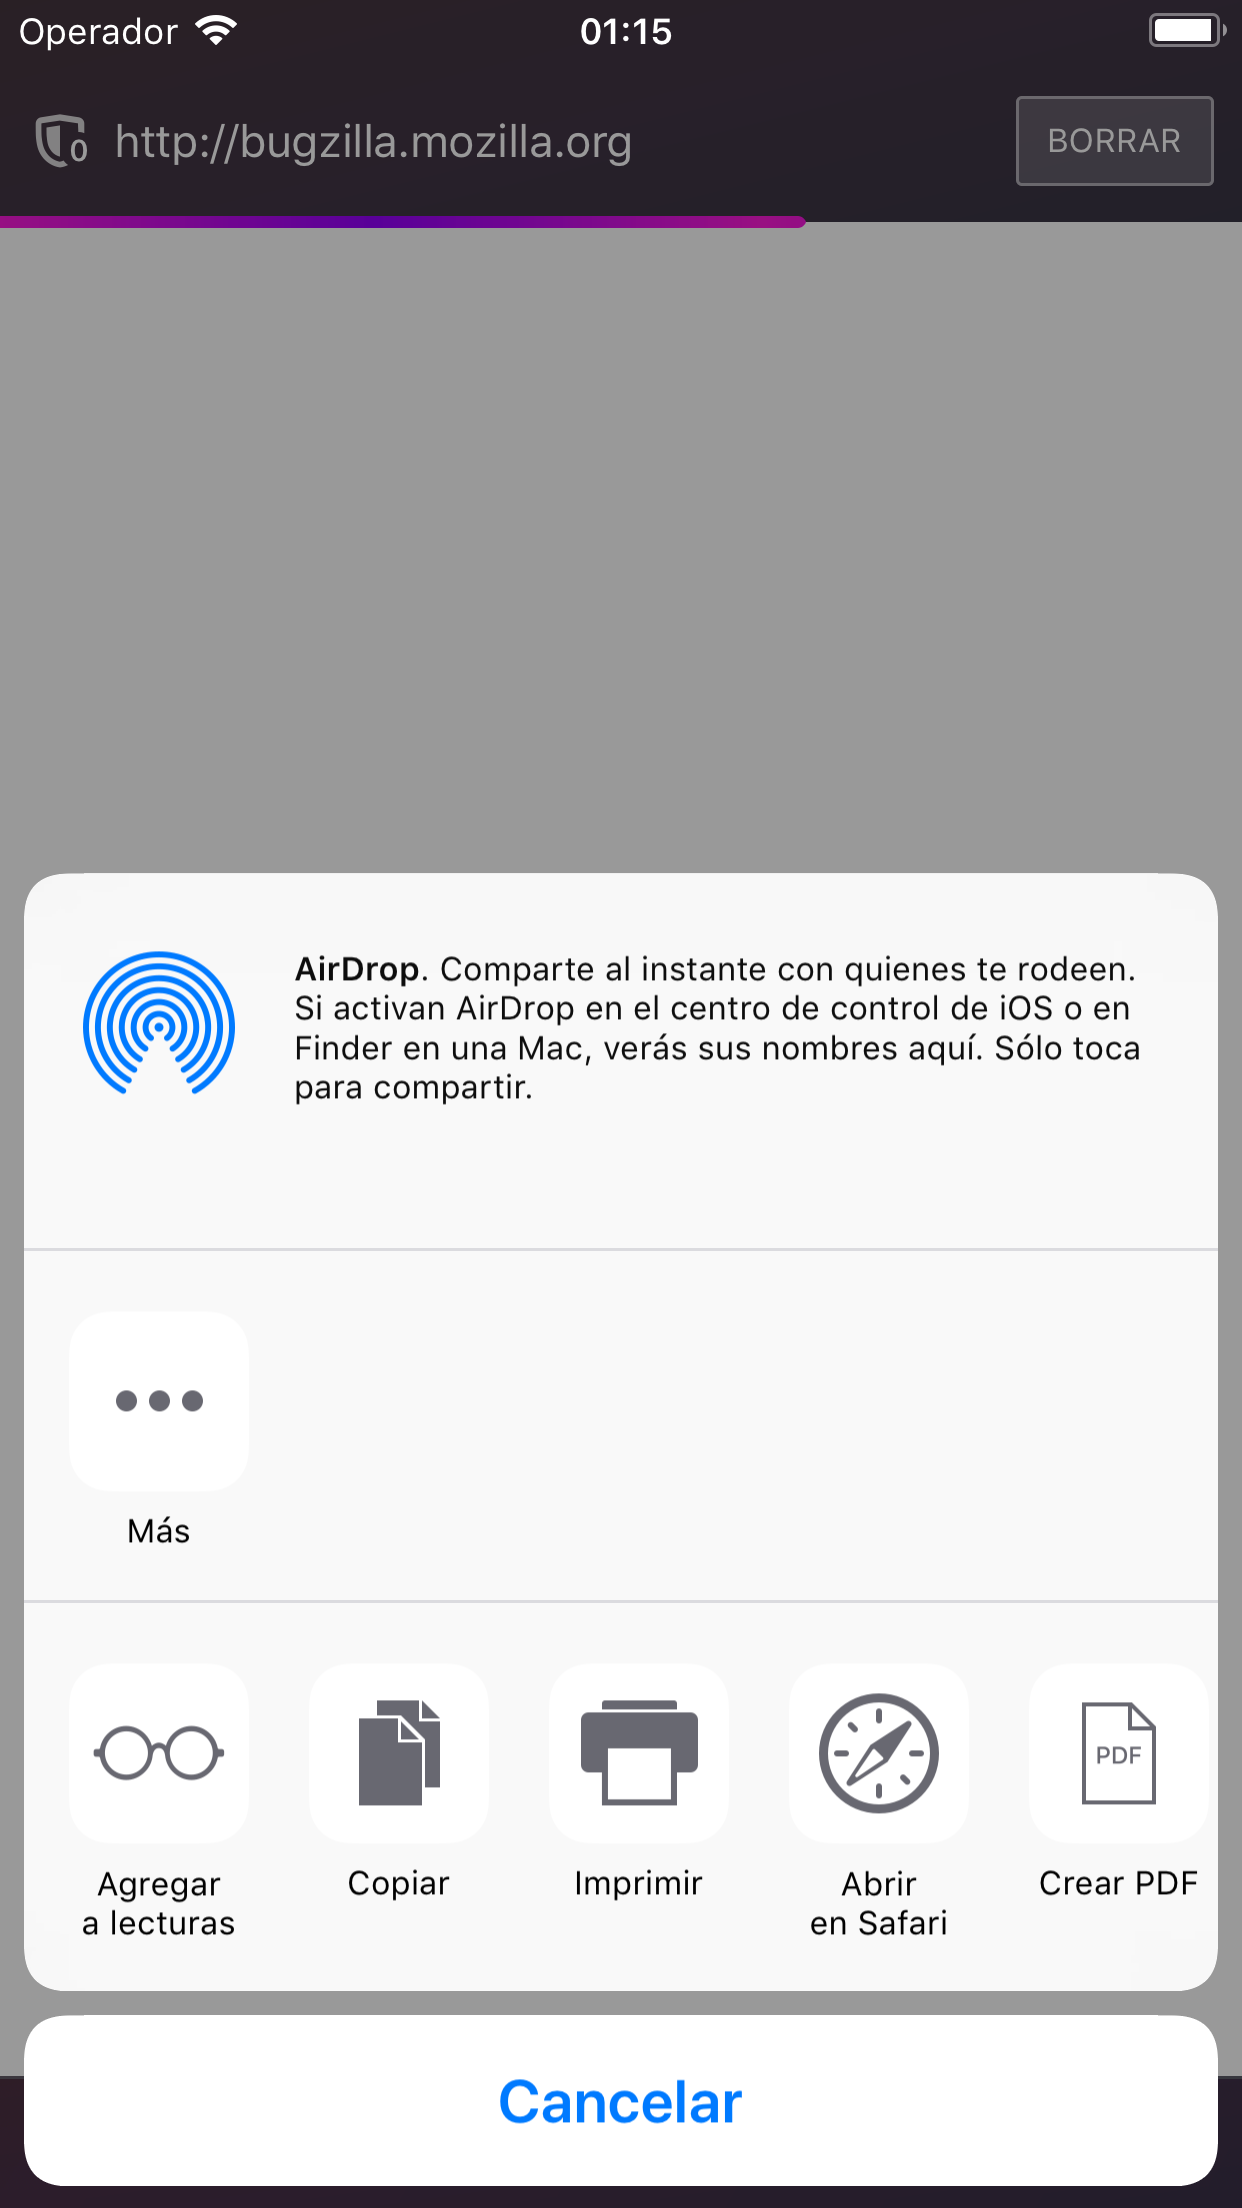 Operador 01:15
0 http://bugzilla.mozilla.org BORRAR
AirDrop. Comparte al instante con quienes te rodeen.
Si activan AirDrop en el centro de control de iOS o en
Finder en una Mac, verás sus nombres aquí. Sólo toca
para compartir.
Más
PDF
Agregar
a lecturas
Copiar
Imprimir
Abrir
en Safari
Crear PDF
Cancelar